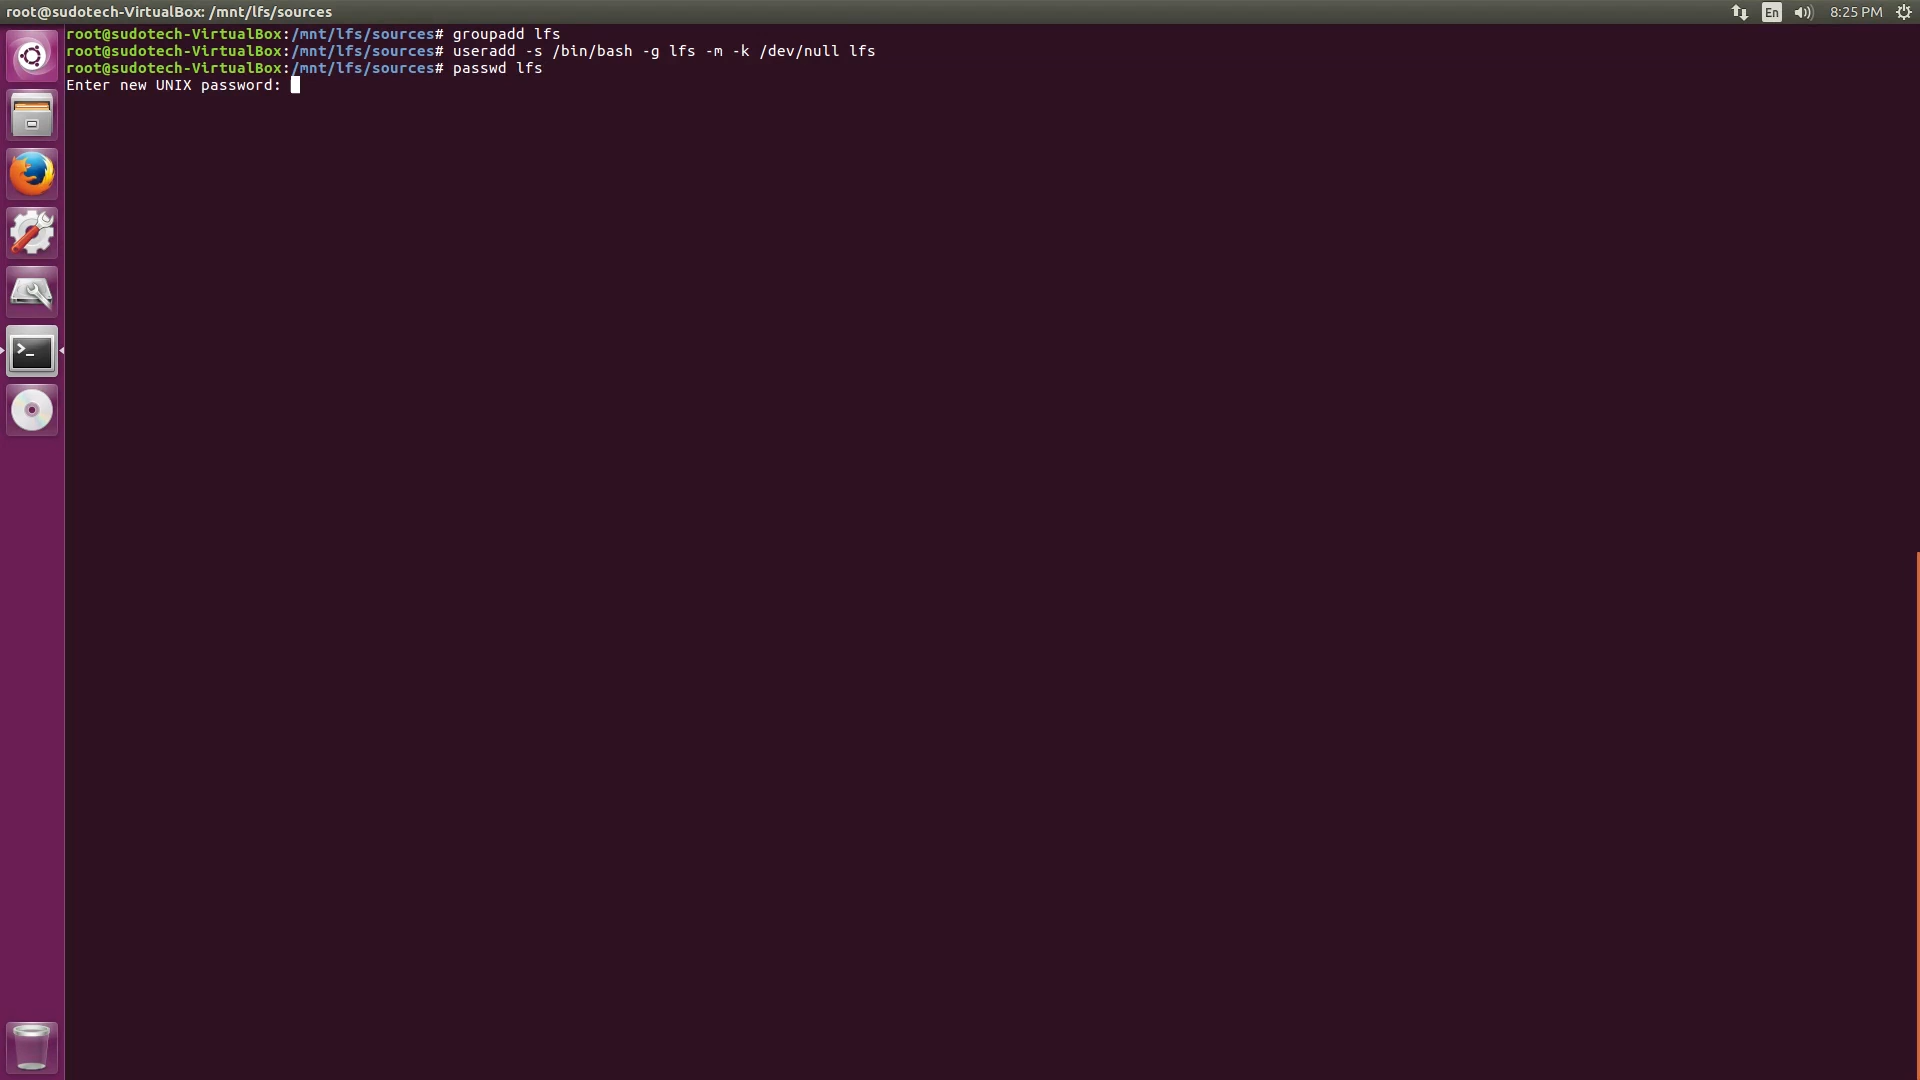 root@sudotech-VirtualBox: /mnt/lfs/sources
En
8:25 PM
root@sudotech-VirtualBox:/mnt/lfs/sources# groupadd lfs
root@sudotech-VirtualBox:/mnt/lfs/sources# useradd -s /bin/bash -g lfs -m -k /dev/null lfs
root@sudotech-VirtualBox:/mnt/lfs/sources# passwd lfs
Enter new UNIX password:
>_